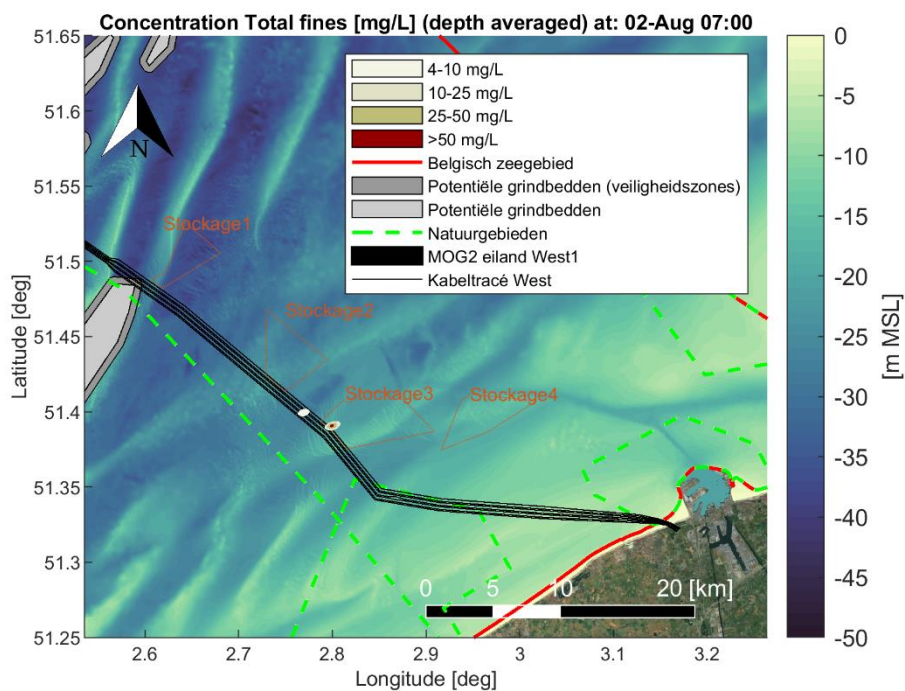 Concentration Total fines [mg/L] (depth averaged) at: 02-Aug 07:00
51.65
51.6
51.55
51.5
51.45
51.4
51.35
51.3
51.25
Latitude [deg]
N
4-10 mg/L
10-25 mg/L
25-50 mg/L
>50 mg/L
Belgisch zeegebied
Potentiële grindbedden (veiligheidszones)
Potentiële grindbedden
Natuurgebieden
MOG2 eiland West1
Kabeltracé West
Stockage1
Stockage2
Stockage3
Stockage4
0 5 10 20 [km]
2.6 2.7 2.8 2.9 3 3.1 3.2
Longitude [deg]
0
-5
-10
-15
-20
-25
-30
-35
-40
-45
-50
[m MSL]